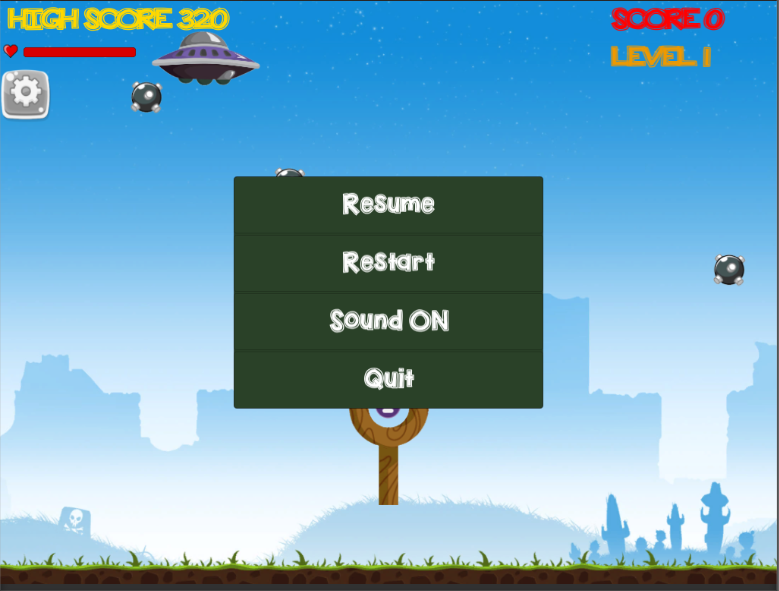 HIGH SCORE 320
SCORE 0
LEVEL 1
Resume
Restart
Sound ON
Quit